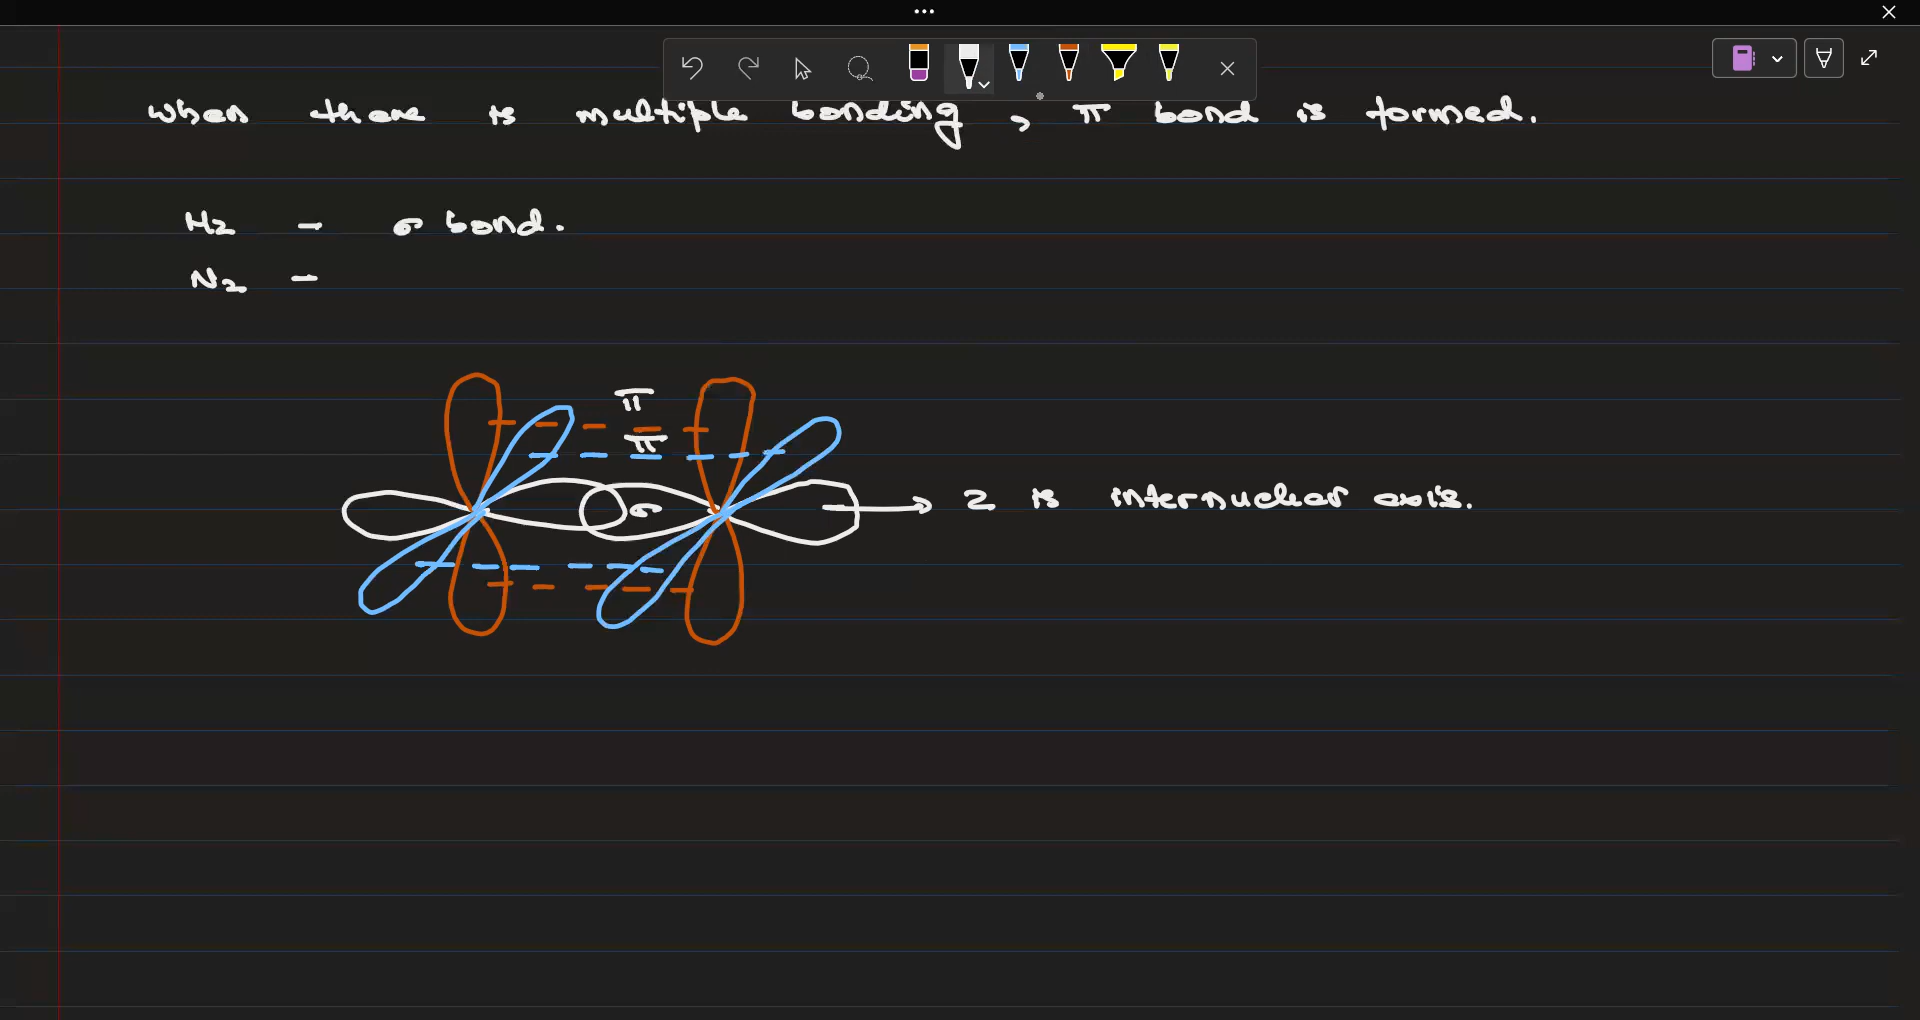 when there is multiple bonding, π bond is formed.
H2 - σ bond.
N2 -
π
π
σ
z is internuclear axis.